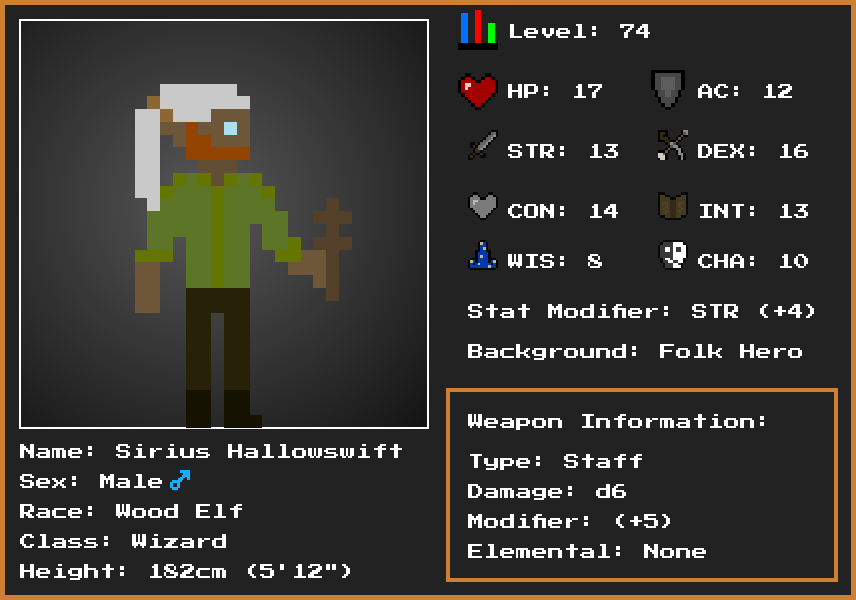 Level: 74
HP: 17 AC: 12
STR: 13 DEX: 16
CON: 14 INT: 13
WIS: 8 CHA: 10
Stat Modifier: STR (+4)
Background: Folk Hero
Weapon Information:
Type: Staff
Damage: d6
Modifier: (+5)
Elemental: None
Name: Sirius Hallowswift
Sex: Male♂
Race: Wood Elf
Class: Wizard
Height: 182cm (5'12")